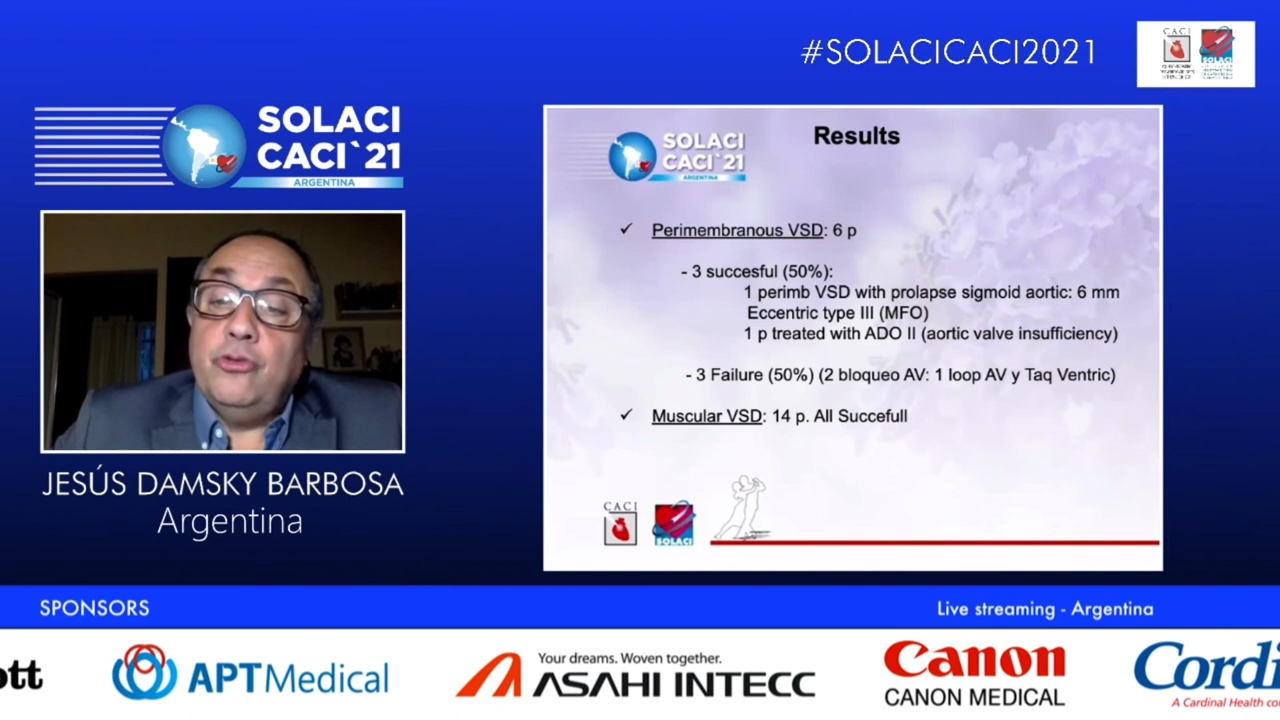 #SOLACICACI2021
CACI
SOLACI
SOLACI
CACI`21
ARGENTINA
JESÚS DAMSKY BARBOSA
Argentina
SOLACI
CACI`21
ARGENTINA
Results
✓ Perimembranous VSD: 6 p
- 3 succesful (50%):
1 perimb VSD with prolapse sigmoid aortic: 6 mm
Eccentric type III (MFO)
1 p treated with ADO II (aortic valve insufficiency)
- 3 Failure (50%) (2 bloqueo AV: 1 loop AV y Taq Ventric)
✓ Muscular VSD: 14 p. All Succefull
CACI
SOLACI
SPONSORS
Live streaming - Argentina
ott
APTMedical
Your dreams. Woven together.
ASAHI INTECC
Canon
CANON MEDICAL
Cordi
A Cardinal Health co